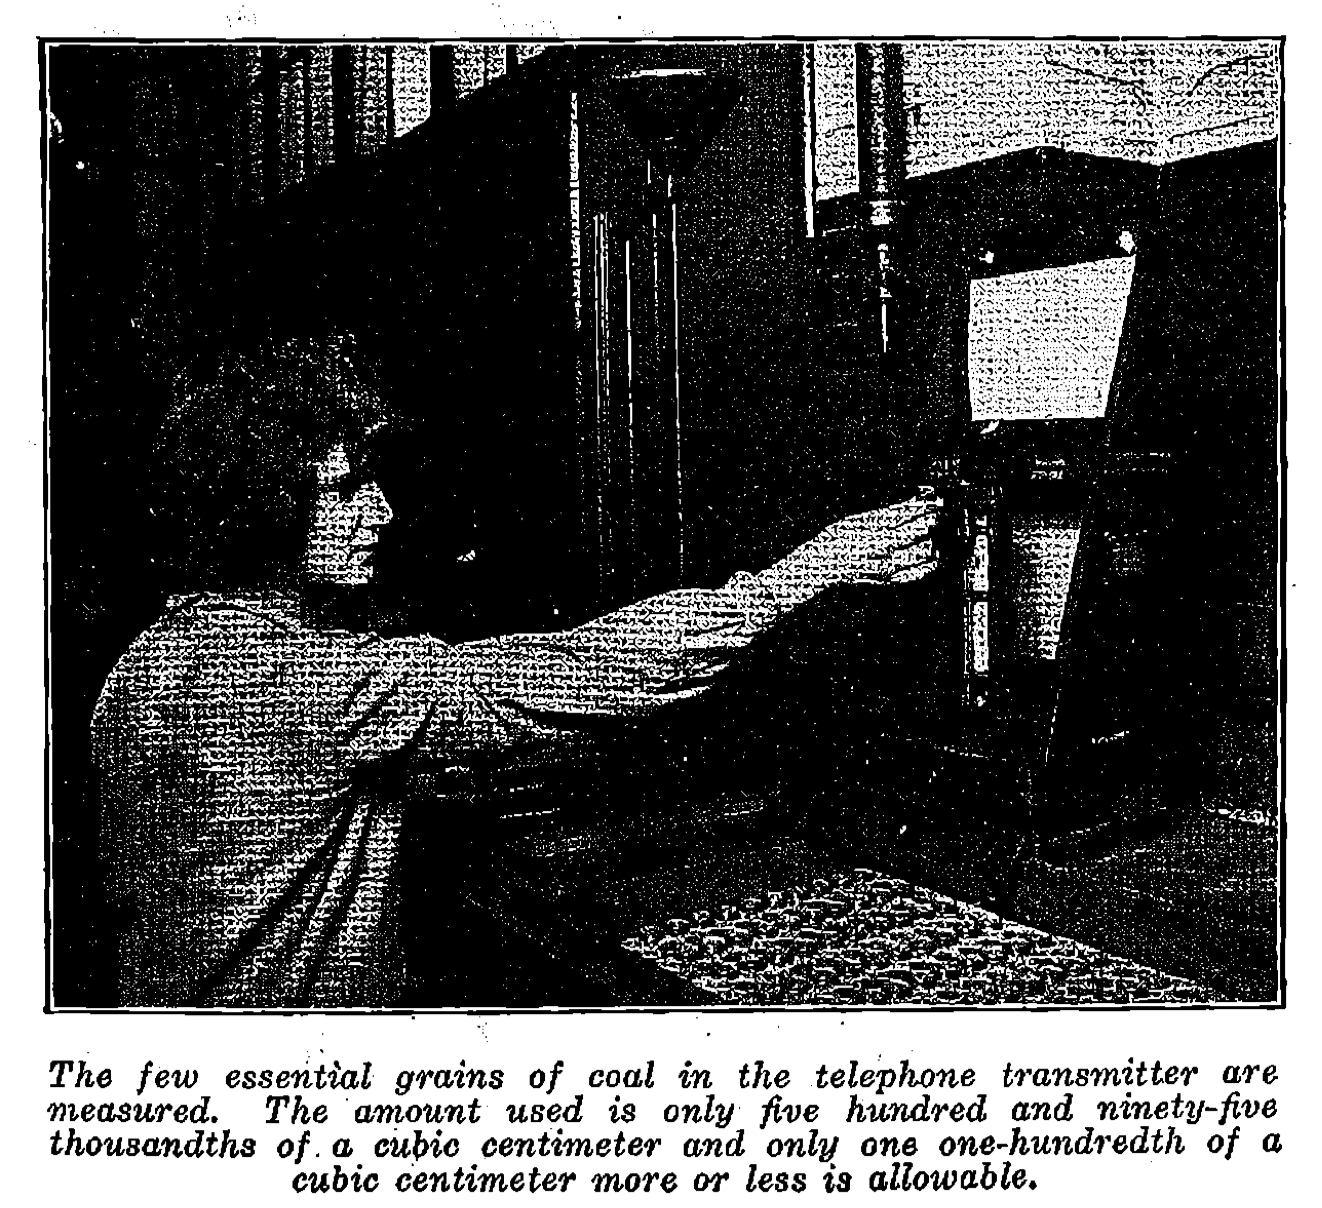 The few essential grains of coal in the telephone transmitter are
measured. The amount used is only five hundred and ninety-five
thousandths of a cubic centimeter and only one one-hundredth of a
cubic centimeter more or less is allowable.